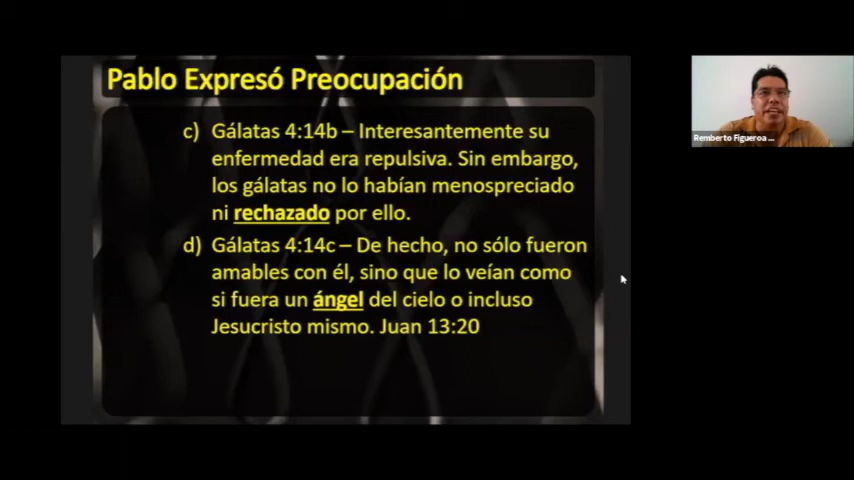 Pablo Expresó Preocupación
c) Gálatas 4:14b – Interesantemente su
enfermedad era repulsiva. Sin embargo,
los gálatas no lo habían menospreciado
ni rechazado por ello.
d) Gálatas 4:14c – De hecho, no sólo fueron
amables con él, sino que lo veían como
si fuera un ángel del cielo o incluso
Jesucristo mismo. Juan 13:20
Remberto Figueroa ...